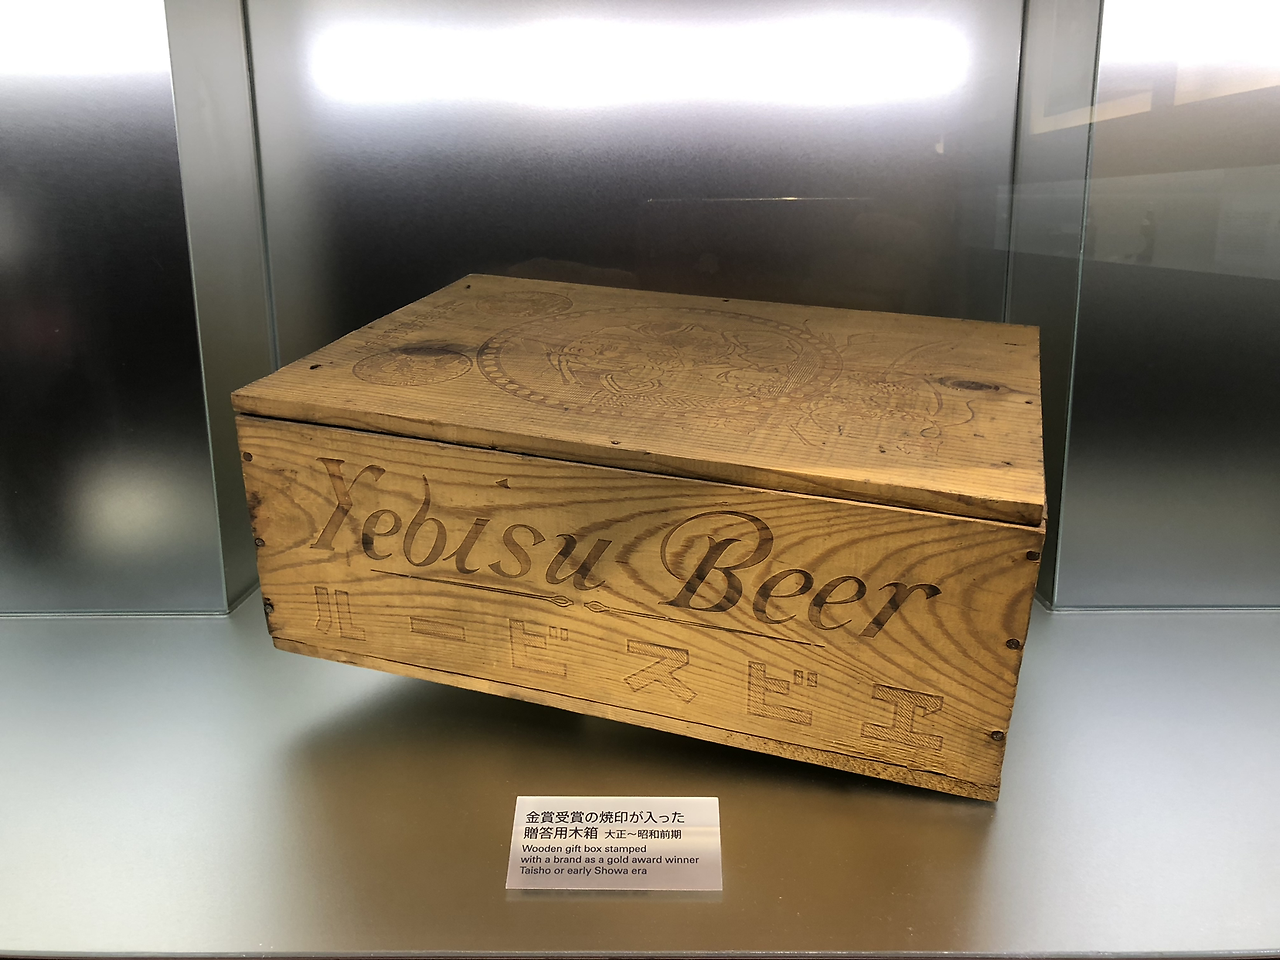 Yebisu Beer
ルービスビエ
金賞受賞の焼印が入った
贈答用木箱 大正～昭和前期
Wooden gift box stamped
with a brand as a gold award winner
Taisho or early Showa era